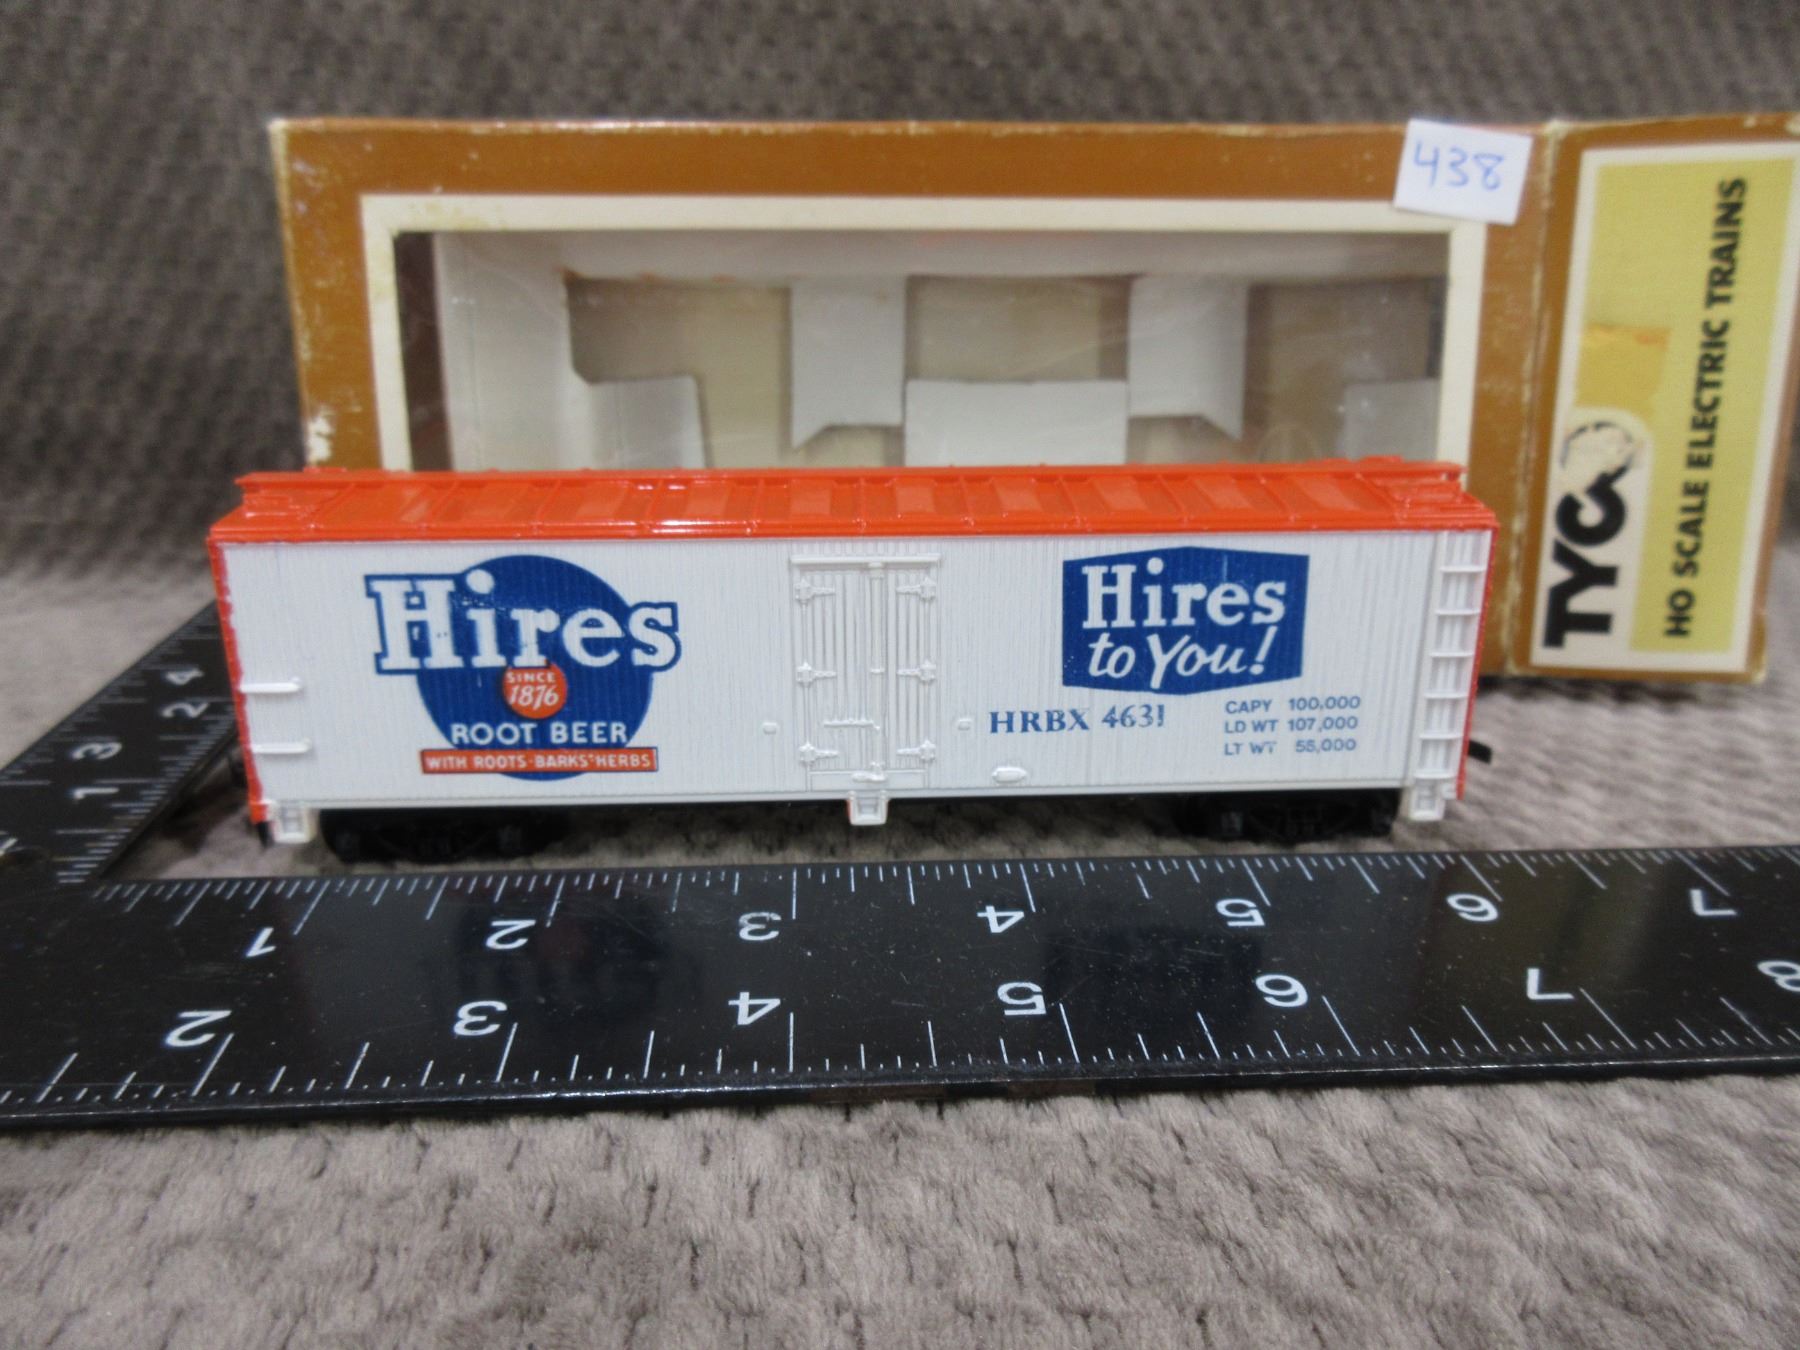 438
TYCO
HO SCALE ELECTRIC TRAINS
Hires
SINCE
1876
ROOT BEER
WITH ROOTS-BARKS-HERBS
Hires
to You!
HRBX 4631
CAPY 100,000
LD WT 107,000
LT WT 55,000
1 2 3 4 5 6 7
2 3 4 5 6 7 8
1 3
2 4